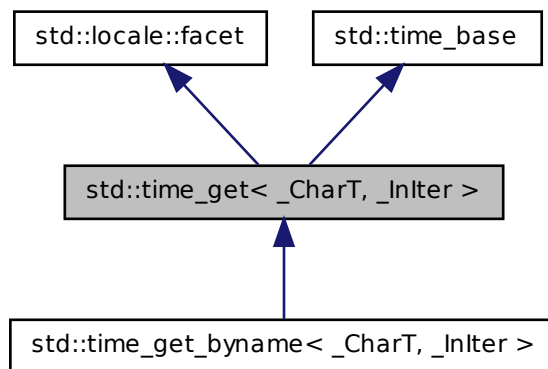 std::locale::facet
std::time_base
std::time_get< _CharT, _InIter >
std::time_get_byname< _CharT, _InIter >